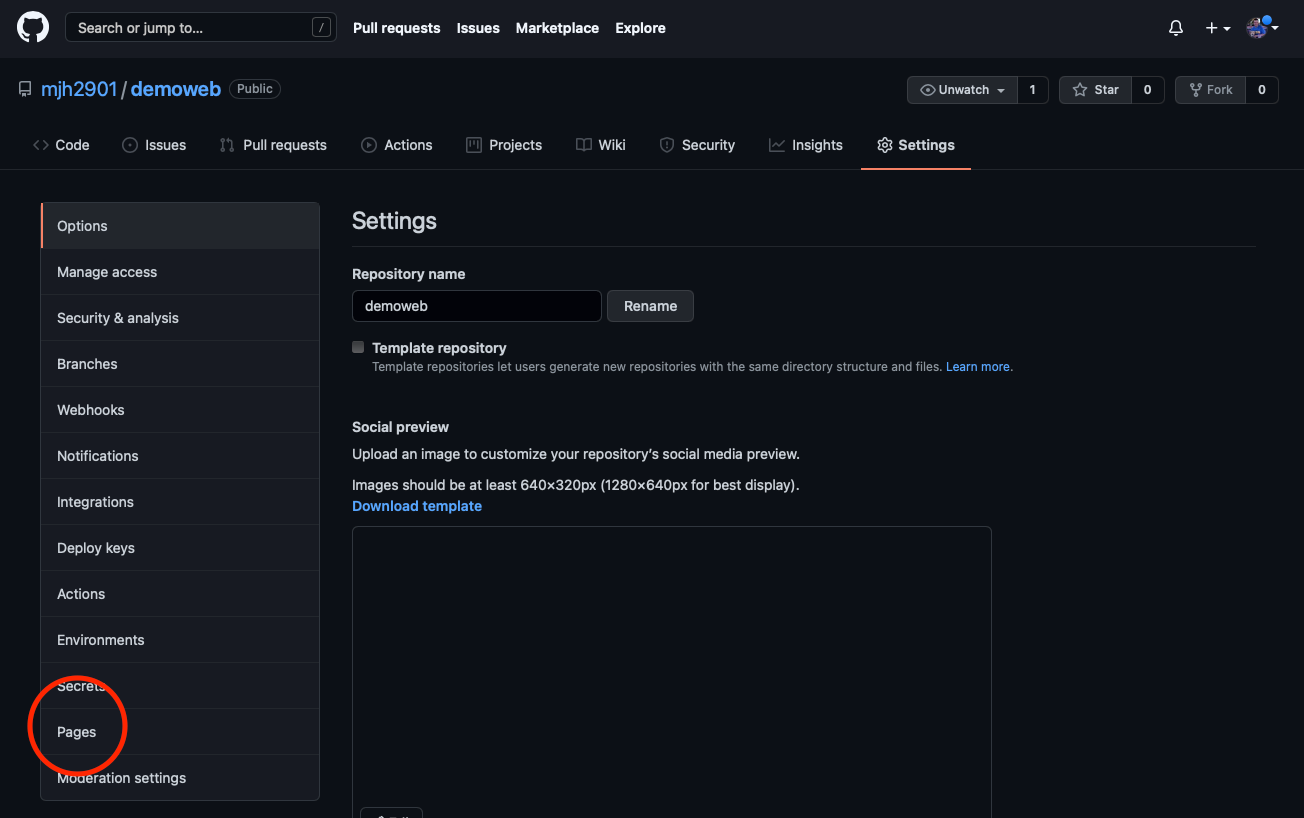 Search or jump to... /
Pull requests Issues Marketplace Explore
mjh2901 / demoweb Public
Unwatch 1 Star 0 Fork 0
Code Issues Pull requests Actions Projects Wiki Security Insights Settings
Options
Manage access
Security & analysis
Branches
Webhooks
Notifications
Integrations
Deploy keys
Actions
Environments
Secrets
Pages
Moderation settings
Settings
Repository name
demoweb Rename
Template repository
Template repositories let users generate new repositories with the same directory structure and files. Learn more.
Social preview
Upload an image to customize your repository’s social media preview.
Images should be at least 640×320px (1280×640px for best display).
Download template